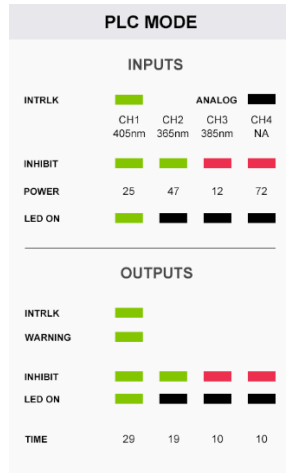 PLC MODE
INPUTS
INTRLK ANALOG
CH1 CH2 CH3 CH4
405nm 365nm 385nm NA
INHIBIT
POWER 25 47 12 72
LED ON
OUTPUTS
INTRLK
WARNING
INHIBIT
LED ON
TIME 29 19 10 10